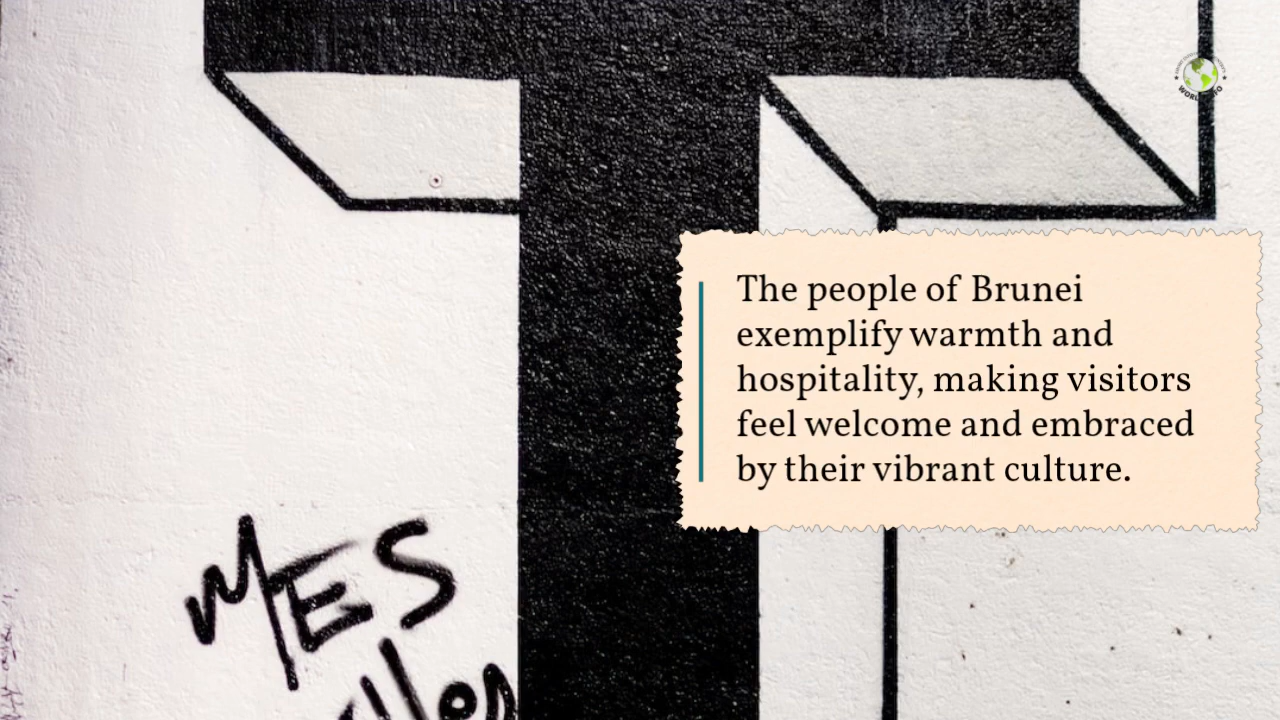 The people of Brunei
exemplify warmth and
hospitality, making visitors
feel welcome and embraced
by their vibrant culture.
MES